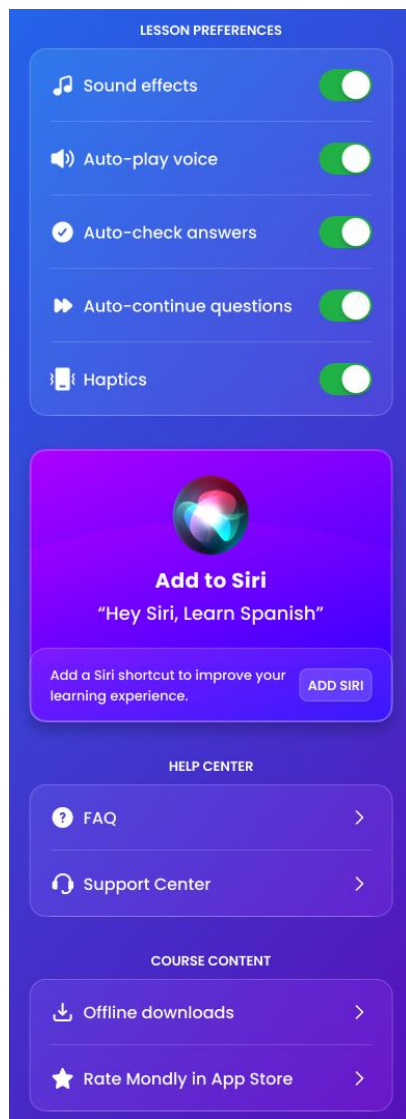 LESSON PREFERENCES
Sound effects
Auto-play voice
Auto-check answers
Auto-continue questions
Haptics
Add to Siri
“Hey Siri, Learn Spanish”
Add a Siri shortcut to improve your
learning experience.
ADD SIRI
HELP CENTER
FAQ
Support Center
COURSE CONTENT
Offline downloads
Rate Mondly in App Store